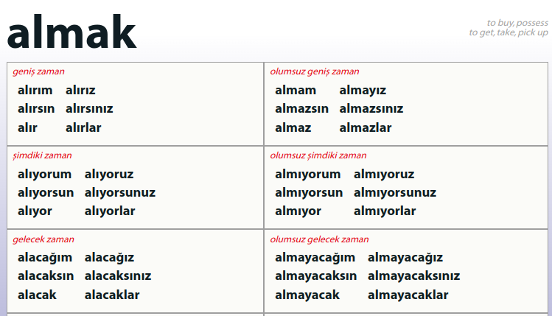 almak
to buy, possess
to get, take, pick up
geniş zaman
alırım alırız
alırsın alırsınız
alır alırlar
olumsuz geniş zaman
almam almayız
almazsın almazsınız
almaz almazlar
şimdiki zaman
alıyorum alıyoruz
alıyorsun alıyorsunuz
alıyor alıyorlar
olumsuz şimdiki zaman
almıyorum almıyoruz
almıyorsun almıyorsunuz
almıyor almıyorlar
gelecek zaman
alacağım alacağız
alacaksın alacaksınız
alacak alacaklar
olumsuz gelecek zaman
almayacağım almayacağız
almayacaksın almayacaksınız
almayacak almayacaklar